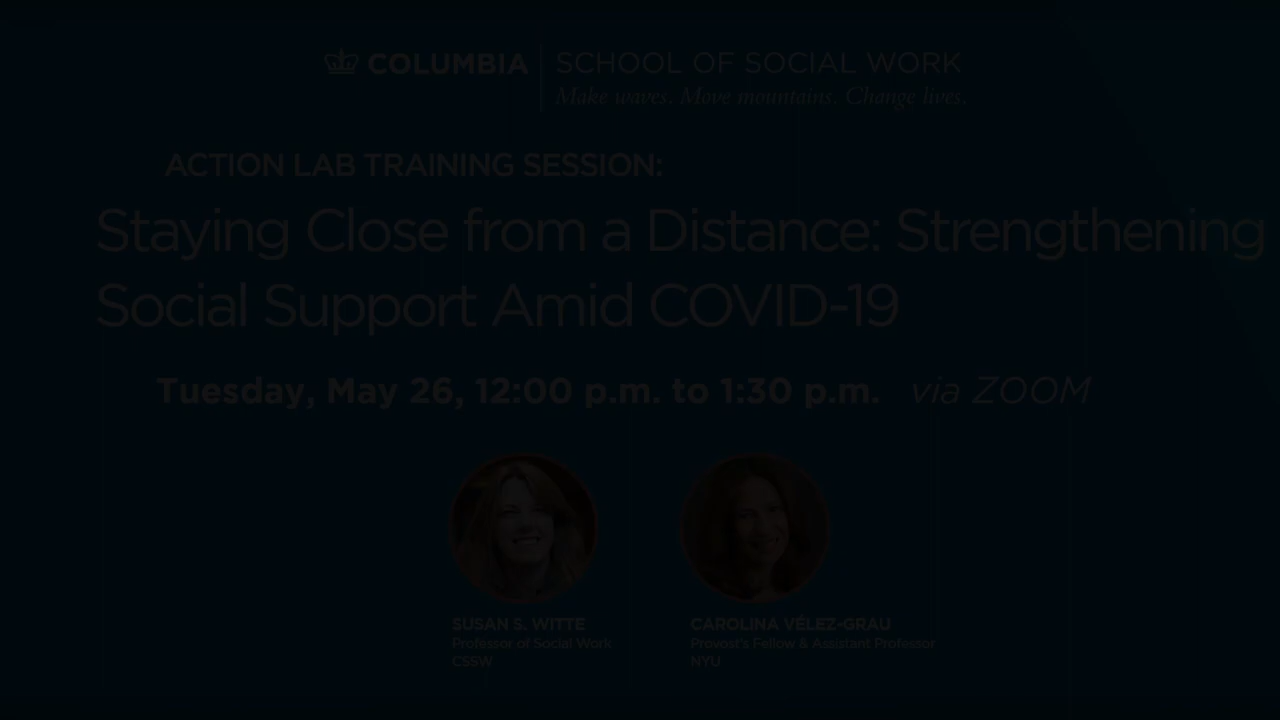 COLUMBIA SCHOOL OF SOCIAL WORK
Make waves. Move mountains. Change lives.
ACTION LAB TRAINING SESSION:
Staying Close from a Distance: Strengthening
Social Support Amid COVID-19
Tuesday, May 26, 12:00 p.m. to 1:30 p.m. via ZOOM
SUSAN S. WITTE
Professor of Social Work
CSSW
CAROLINA VÉLEZ-GRAU
Provost's Fellow & Assistant Professor
NYU